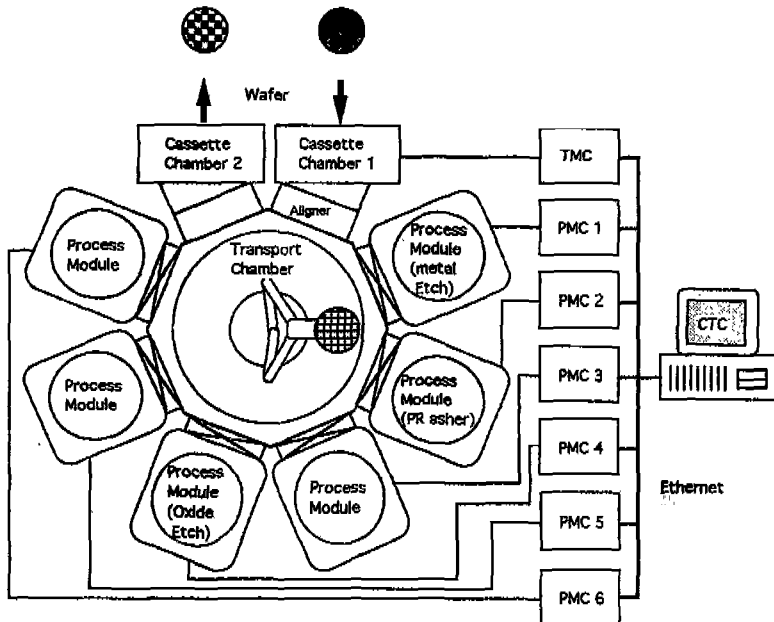 Wafer
Cassette
Chamber 2
Cassette
Chamber 1
TMC
Aligner
Process
Module
Transport
Chamber
Process
Module
(metal
Etch)
PMC 1
PMC 2
CTC
Process
Module
Process
Module
(PR asher)
PMC 3
PMC 4
Process
Module
(Oxide
Etch)
Process
Module
Ethernet
PMC 5
PMC 6